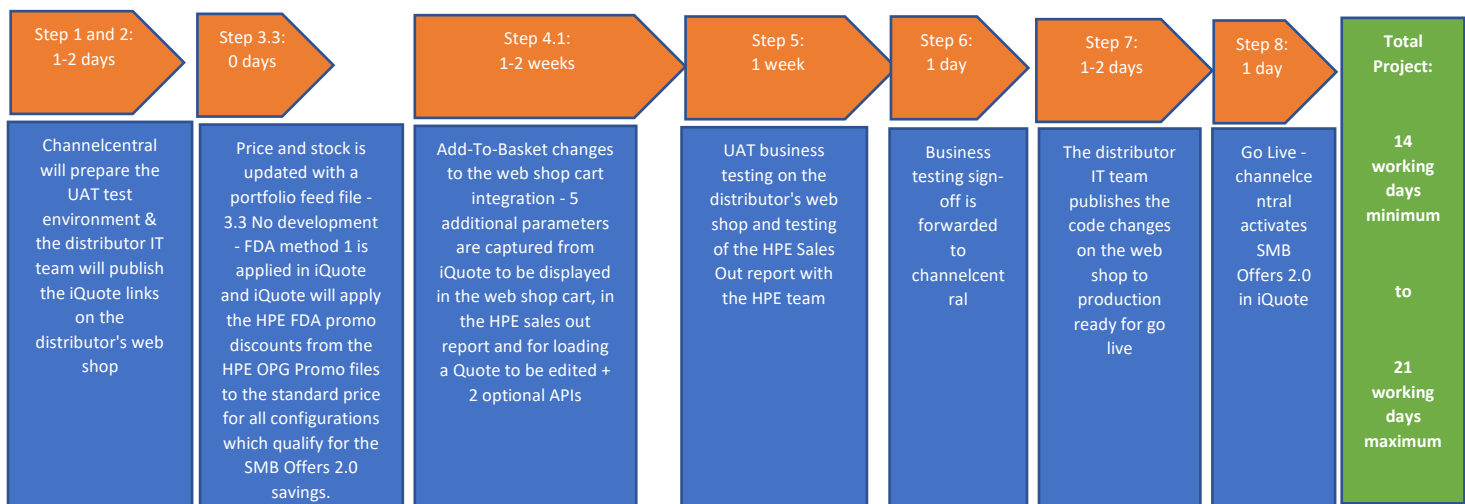 Step 1 and 2:
1-2 days
Step 3.3:
0 days
Step 4.1:
1-2 weeks
Step 5:
1 week
Step 6:
1 day
Step 7:
1-2 days
Step 8:
1 day
Total
Project:
14
working
days
minimum
to
21
working
days
maximum
Channelcentral
will prepare the
UAT test
environment &
the distributor IT
team will publish
the iQuote links
on the
distributor's web
shop
Price and stock is
updated with a
portfolio feed file -
3.3 No development
- FDA method 1 is
applied in iQuote
and iQuote will apply
the HPE FDA promo
discounts from the
HPE OPG Promo files
to the standard price
for all configurations
which qualify for the
SMB Offers 2.0
savings.
Add-To-Basket changes
to the web shop cart
integration - 5
additional parameters
are captured from
iQuote to be displayed
in the web shop cart, in
the HPE sales out
report and for loading
a Quote to be edited +
2 optional APIs
UAT business
testing on the
distributor's web
shop and testing
of the HPE Sales
Out report with
the HPE team
Business
testing sign-
off is
forwarded
to
channelcent
ral
The distributor
IT team
publishes the
code changes
on the web
shop to
production
ready for go
live
Go Live -
channelce
ntral
activates
SMB
Offers 2.0
in iQuote